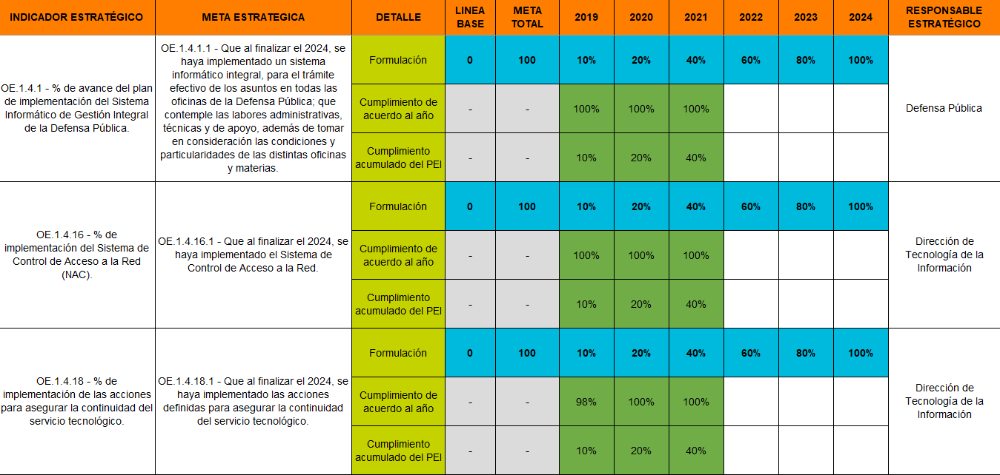 INDICADOR ESTRATÉGICO
META ESTRATEGICA
DETALLE
LINEA
BASE
META
TOTAL
2019
2020
2021
2022
2023
2024
RESPONSABLE
ESTRATÉGICO
OE.1.4.1 - % de avance del plan
de implementación del Sistema
Informático de Gestión Integral
de la Defensa Pública.
OE.1.4.1.1 - Que al finalizar el 2024, se
haya implementado un sistema
informático integral, para el trámite
efectivo de los asuntos en todas las
oficinas de la Defensa Pública; que
contemple las labores administrativas,
técnicas y de apoyo, además de tomar
en consideración las condiciones y
particularidades de las distintas oficinas
y materias.
Formulación
0
100
10%
20%
40%
60%
80%
100%
Cumplimiento de
acuerdo al año
-
-
100%
100%
100%
Cumplimiento
acumulado del PEI
-
-
10%
20%
40%
Defensa Pública
OE.1.4.16 - % de
implementación del Sistema de
Control de Acceso a la Red
(NAC).
OE.1.4.16.1 - Que al finalizar el 2024, se
haya implementado el Sistema de
Control de Acceso a la Red.
Formulación
0
100
10%
20%
40%
60%
80%
100%
Cumplimiento de
acuerdo al año
-
-
100%
100%
100%
Cumplimiento
acumulado del PEI
-
-
10%
20%
40%
Dirección de
Tecnología de la
Información
OE.1.4.18 - % de
implementación de las acciones
para asegurar la continuidad del
servicio tecnológico.
OE.1.4.18.1 - Que al finalizar el 2024, se
haya implementado las acciones
definidas para asegurar la continuidad
del servicio tecnológico.
Formulación
0
100
10%
20%
40%
60%
80%
100%
Cumplimiento de
acuerdo al año
-
-
98%
100%
100%
Cumplimiento
acumulado del PEI
-
-
10%
20%
40%
Dirección de
Tecnología de la
Información